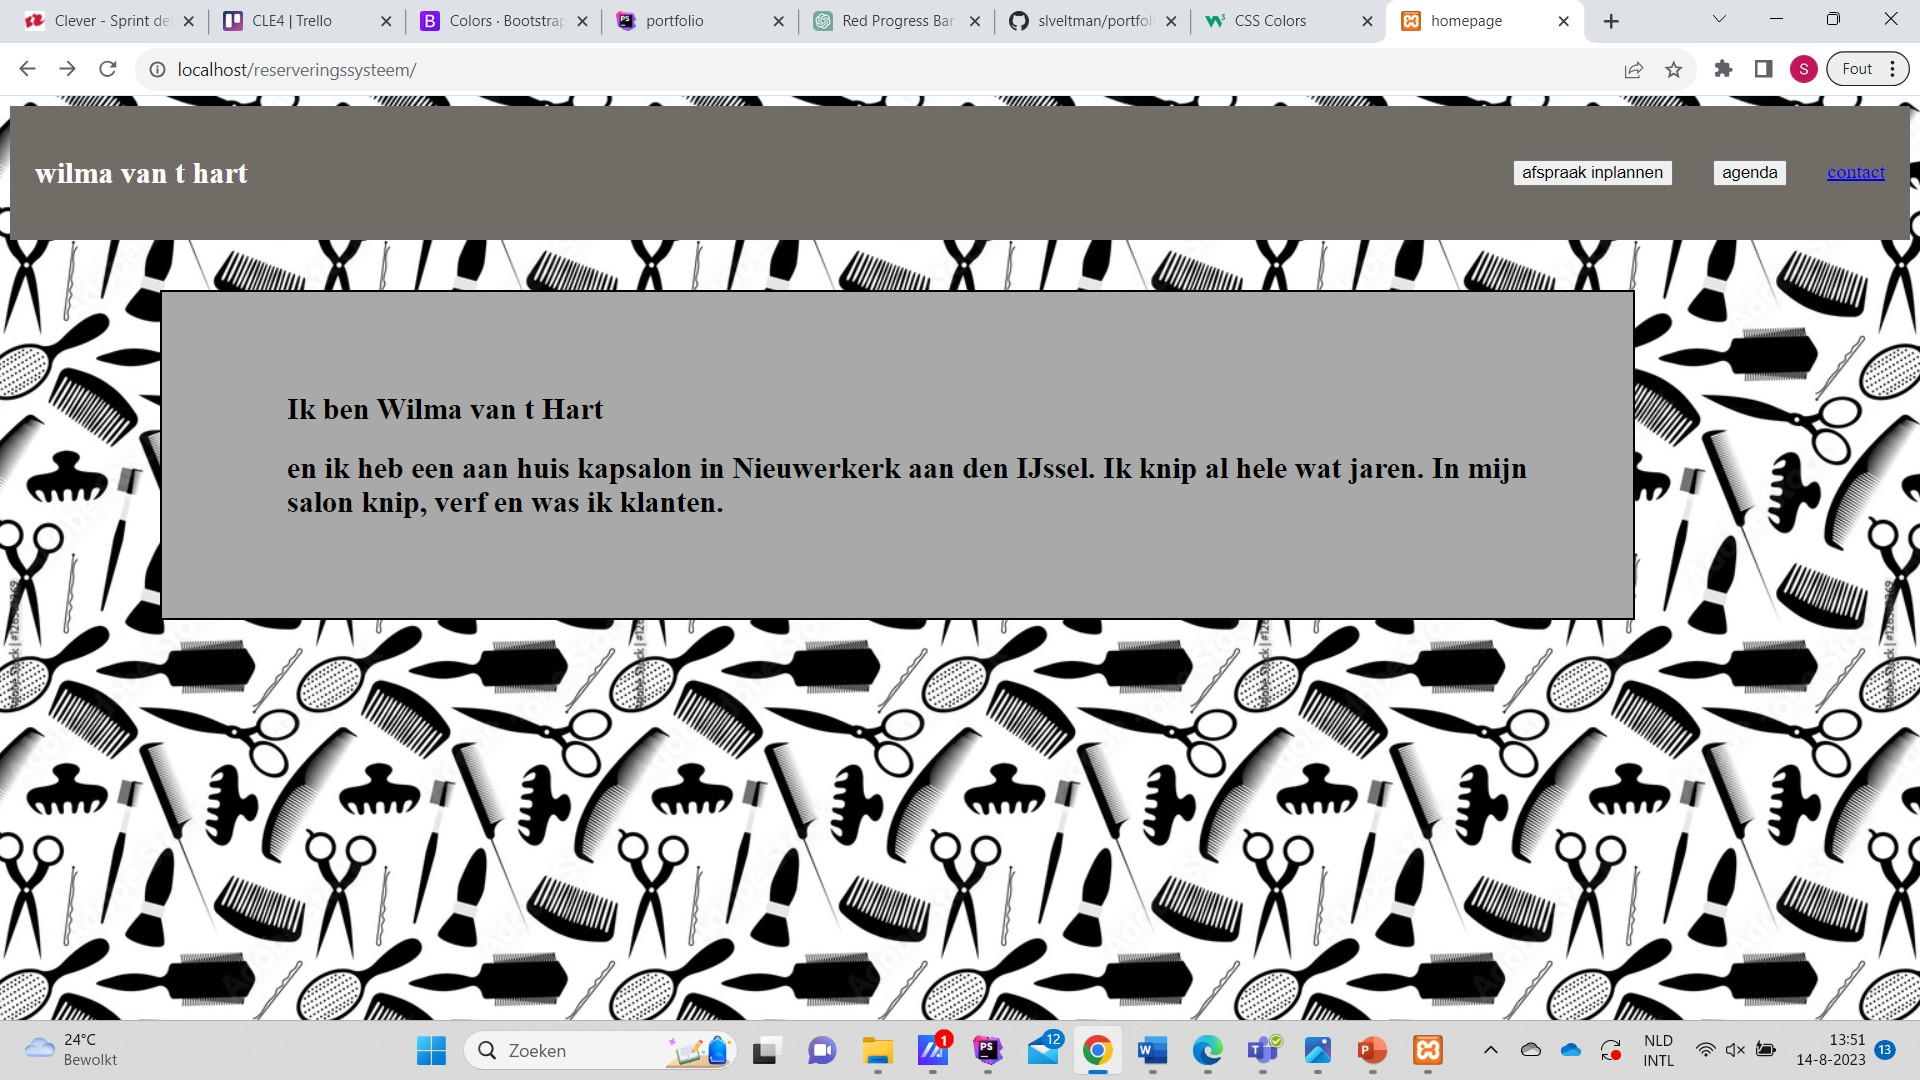 Clever - Sprint de
CLE4 | Trello
Colors · Bootstrap
portfolio
Red Progress Bar
slveltman/portfoli
CSS Colors
homepage
localhost/reserveringssysteem/
S
Fout
wilma van t hart
afspraak inplannen
agenda
contact
Ik ben Wilma van t Hart
en ik heb een aan huis kapsalon in Nieuwerkerk aan den IJssel. Ik knip al hele wat jaren. In mijn
salon knip, verf en was ik klanten.
24°C
Bewolkt
Zoeken
1
12
NLD
INTL
13:51
14-8-2023
13